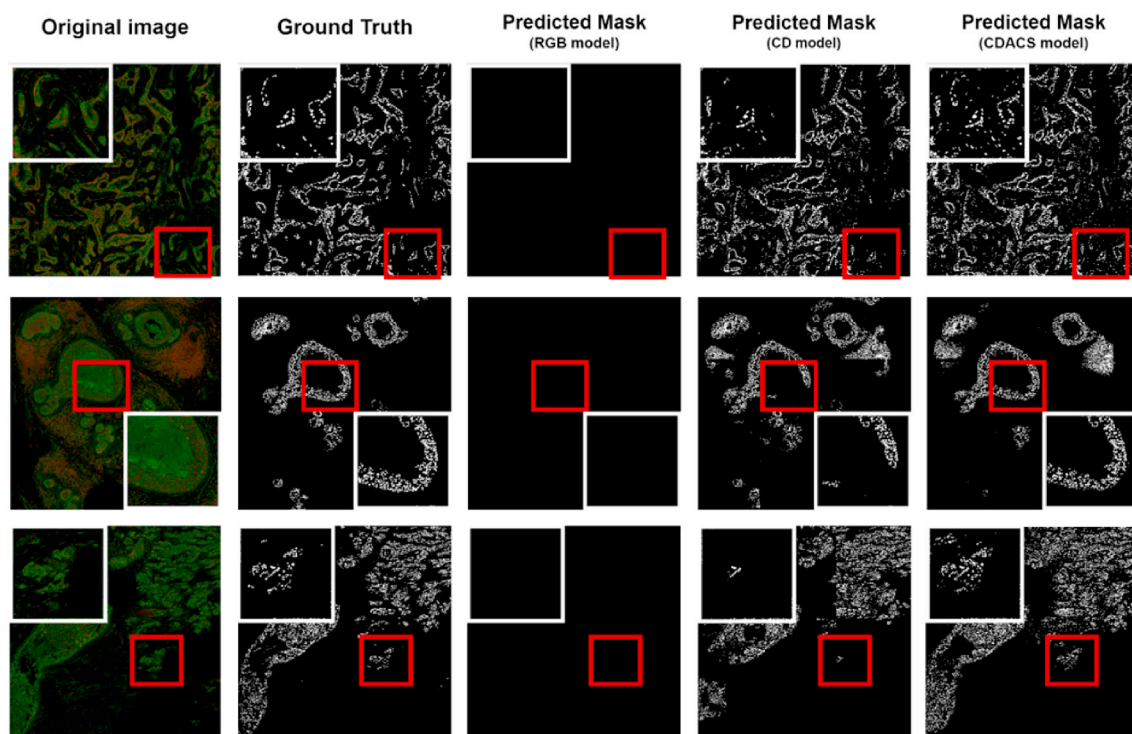 Original image
Ground Truth
Predicted Mask
(RGB model)
Predicted Mask
(CD model)
Predicted Mask
(CDACS model)